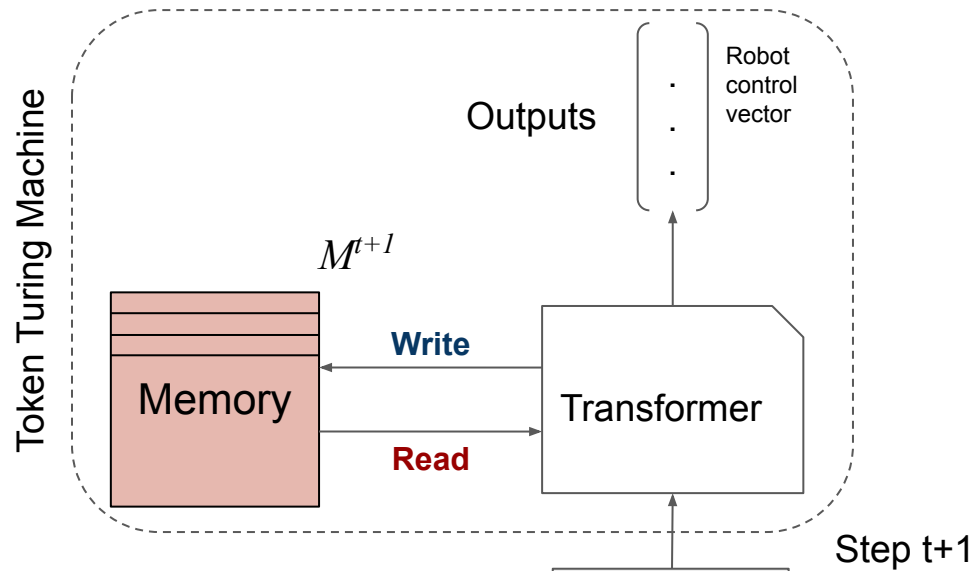 Token Turing Machine
Outputs
Robot
control
vector
.
.
.
M^{t+1}
Memory
Write
Read
Transformer
Step t+1